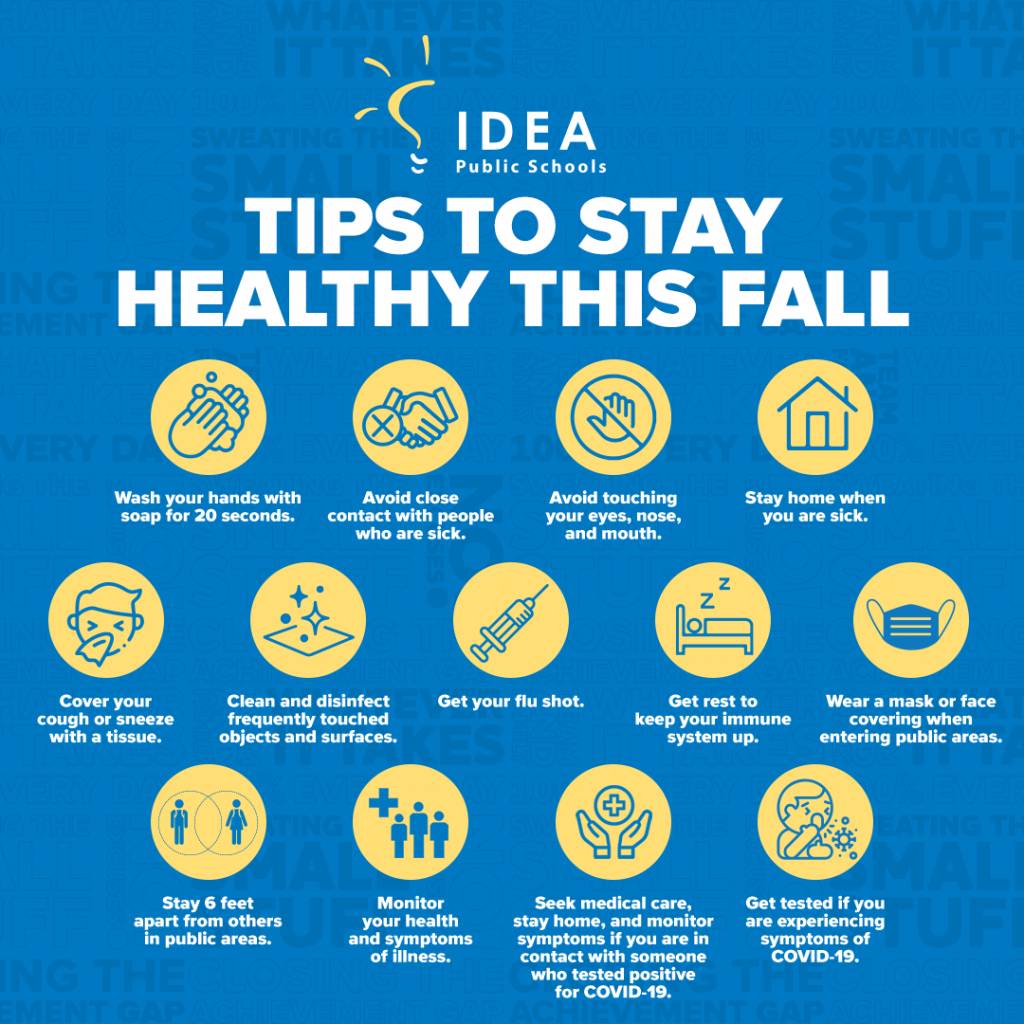 IDEA
Public Schools
TIPS TO STAY
HEALTHY THIS FALL
Wash your hands with
soap for 20 seconds.
Avoid close
contact with people
who are sick.
Avoid touching
your eyes, nose,
and mouth.
Stay home when
you are sick.
Cover your
cough or sneeze
with a tissue.
Clean and disinfect
frequently touched
objects and surfaces.
Get your flu shot.
z
z
Get rest to
keep your immune
system up.
Wear a mask or face
covering when
entering public areas.
Stay 6 feet
apart from others
in public areas.
Monitor
your health
and symptoms
of illness.
Seek medical care,
stay home, and monitor
symptoms if you are in
contact with someone
who tested positive
for COVID-19.
Get tested if you
are experiencing
symptoms of
COVID-19.